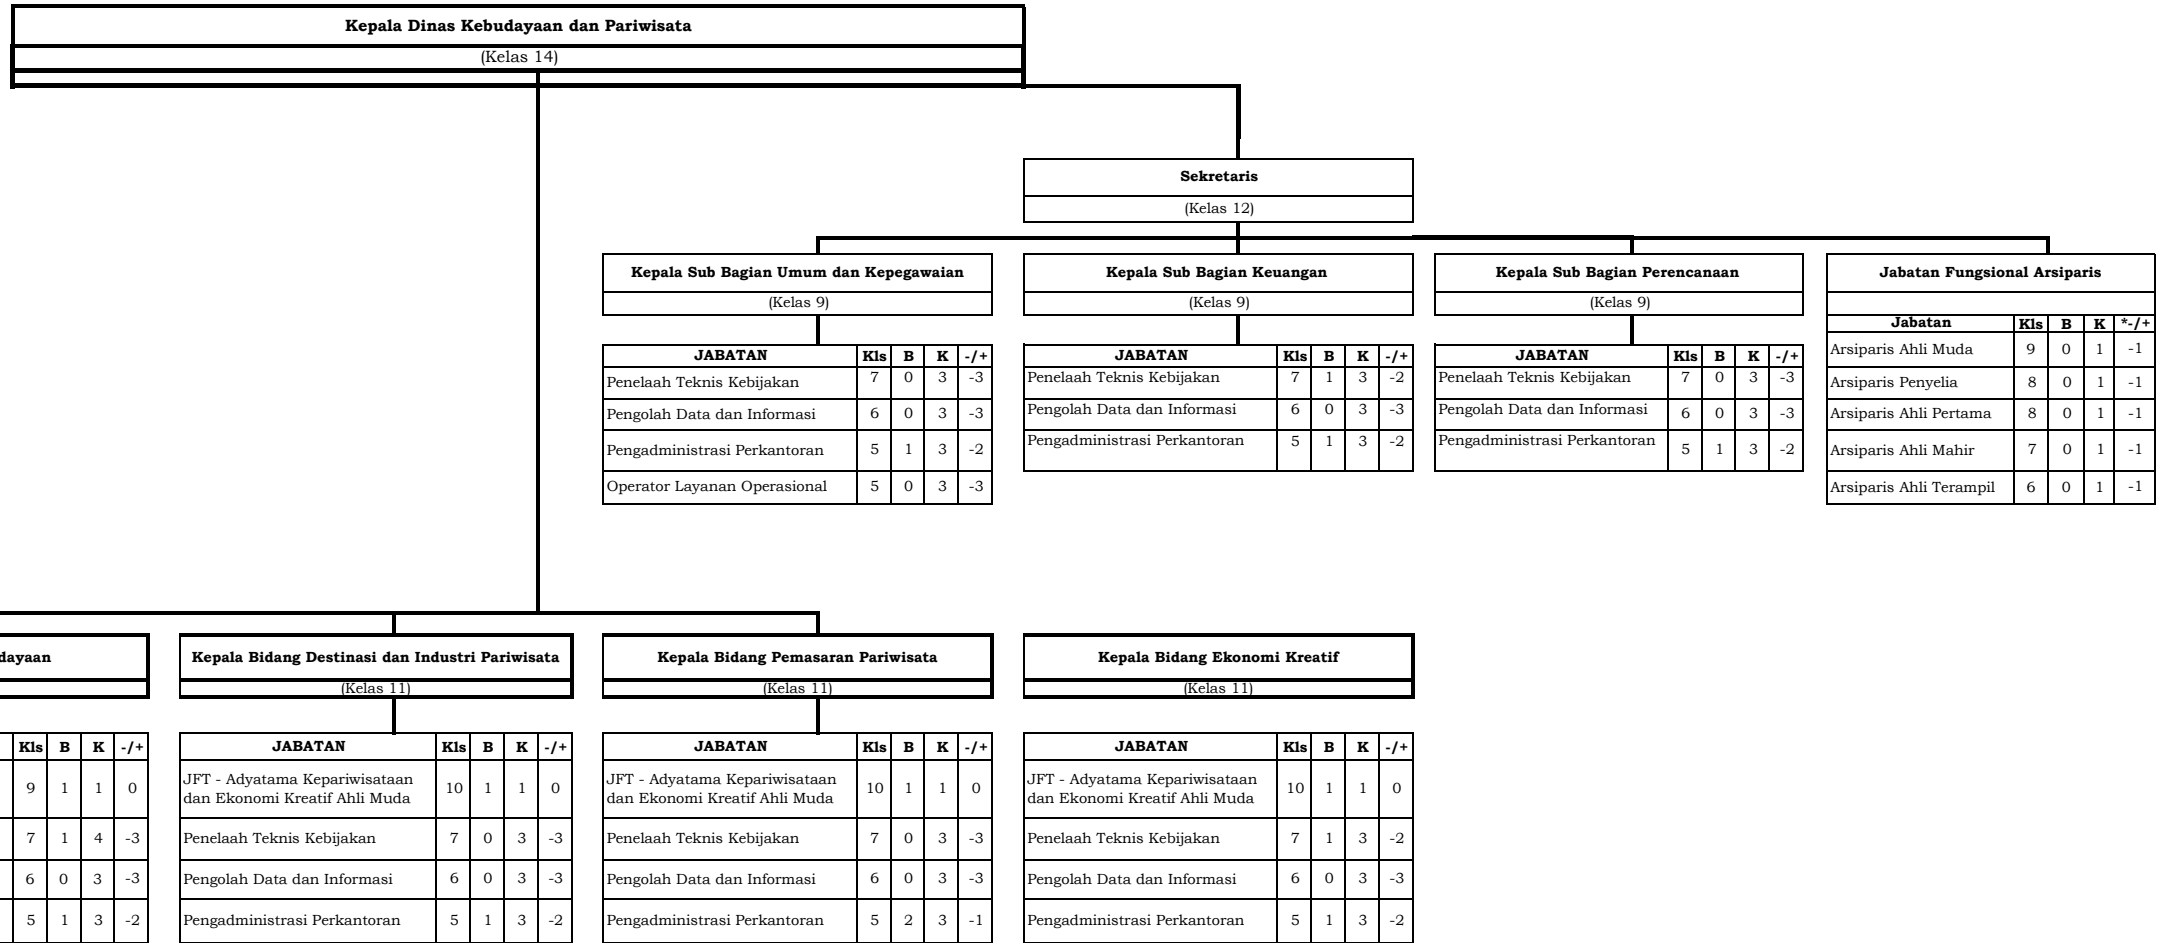 Kepala Dinas Kebudayaan dan Pariwisata
(Kelas 14)
Sekretaris
(Kelas 12)
Kepala Sub Bagian Umum dan Kepegawaian
(Kelas 9)
JABATAN Kls B K -/+
Penelaah Teknis Kebijakan 7 0 3 -3
Pengolah Data dan Informasi 6 0 3 -3
Pengadministrasi Perkantoran 5 1 3 -2
Operator Layanan Operasional 5 0 3 -3
Kepala Sub Bagian Keuangan
(Kelas 9)
JABATAN Kls B K -/+
Penelaah Teknis Kebijakan 7 1 3 -2
Pengolah Data dan Informasi 6 0 3 -3
Pengadministrasi Perkantoran 5 1 3 -2
Kepala Sub Bagian Perencanaan
(Kelas 9)
JABATAN Kls B K -/+
Penelaah Teknis Kebijakan 7 0 3 -3
Pengolah Data dan Informasi 6 0 3 -3
Pengadministrasi Perkantoran 5 1 3 -2
Jabatan Fungsional Arsiparis
Jabatan Kls B K *-/+
Arsiparis Ahli Muda 9 0 1 -1
Arsiparis Penyelia 8 0 1 -1
Arsiparis Ahli Pertama 8 0 1 -1
Arsiparis Ahli Mahir 7 0 1 -1
Arsiparis Ahli Terampil 6 0 1 -1
dayaan
Kls B K -/+
9 1 1 0
7 1 4 -3
6 0 3 -3
5 1 3 -2
Kepala Bidang Destinasi dan Industri Pariwisata
(Kelas 11)
JABATAN Kls B K -/+
JFT - Adyatama Kepariwisataan
dan Ekonomi Kreatif Ahli Muda 10 1 1 0
Penelaah Teknis Kebijakan 7 0 3 -3
Pengolah Data dan Informasi 6 0 3 -3
Pengadministrasi Perkantoran 5 1 3 -2
Kepala Bidang Pemasaran Pariwisata
(Kelas 11)
JABATAN Kls B K -/+
JFT - Adyatama Kepariwisataan
dan Ekonomi Kreatif Ahli Muda 10 1 1 0
Penelaah Teknis Kebijakan 7 0 3 -3
Pengolah Data dan Informasi 6 0 3 -3
Pengadministrasi Perkantoran 5 2 3 -1
Kepala Bidang Ekonomi Kreatif
(Kelas 11)
JABATAN Kls B K -/+
JFT - Adyatama Kepariwisataan
dan Ekonomi Kreatif Ahli Muda 10 1 1 0
Penelaah Teknis Kebijakan 7 1 3 -2
Pengolah Data dan Informasi 6 0 3 -3
Pengadministrasi Perkantoran 5 1 3 -2